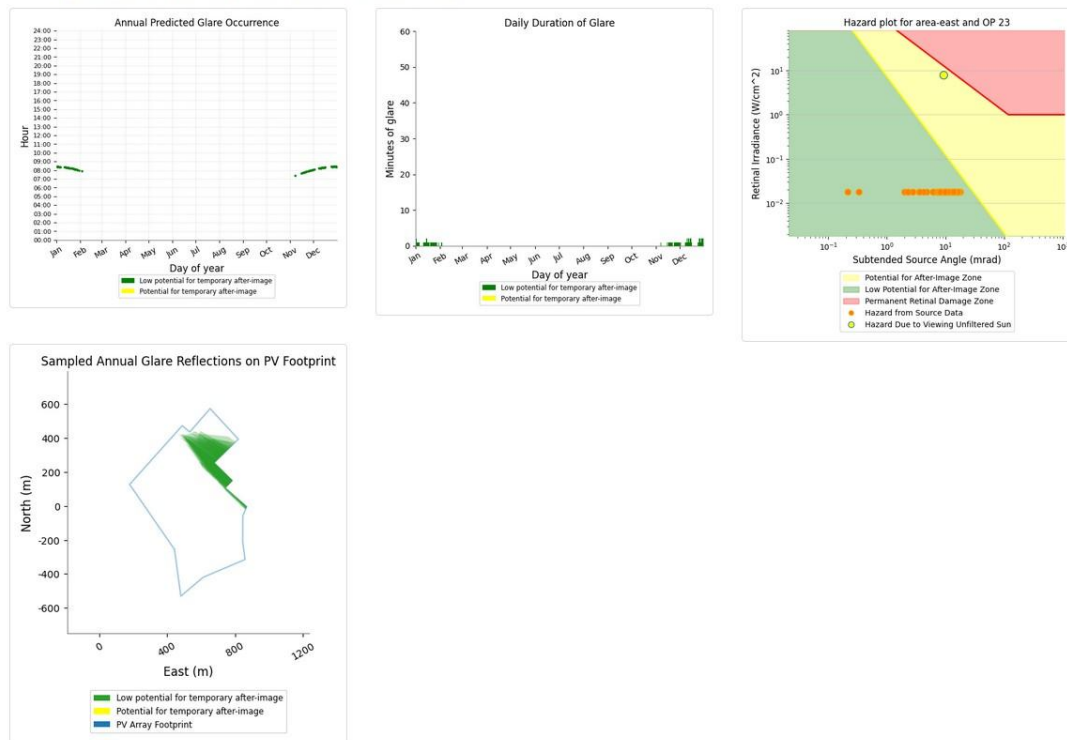 Annual Predicted Glare Occurrence
24:00
23:00
22:00
21:00
20:00
19:00
18:00
17:00
16:00
15:00
14:00
13:00
12:00
11:00
10:00
09:00
08:00
07:00
06:00
05:00
04:00
03:00
02:00
01:00
00:00
Hour
Jan Feb Mar Apr May Jun Jul Aug Sep Oct Nov Dec
Day of year
Low potential for temporary after-image
Potential for temporary after-image
Daily Duration of Glare
60
50
40
30
20
10
0
Minutes of glare
Jan Feb Mar Apr May Jun Jul Aug Sep Oct Nov Dec
Day of year
Low potential for temporary after-image
Potential for temporary after-image
Hazard plot for area-east and OP 23
10^1
10^0
10^-1
10^-2
Retinal Irradiance (W/cm^2)
10^-1 10^0 10^1 10^2
Subtended Source Angle (mrad)
Potential for After-Image Zone
Low Potential for After-Image Zone
Permanent Retinal Damage Zone
Hazard from Source Data
Hazard Due to Viewing Unfiltered Sun
Sampled Annual Glare Reflections on PV Footprint
600
400
200
0
-200
-400
-600
North (m)
0 400 800 1200
East (m)
Low potential for temporary after-image
Potential for temporary after-image
PV Array Footprint